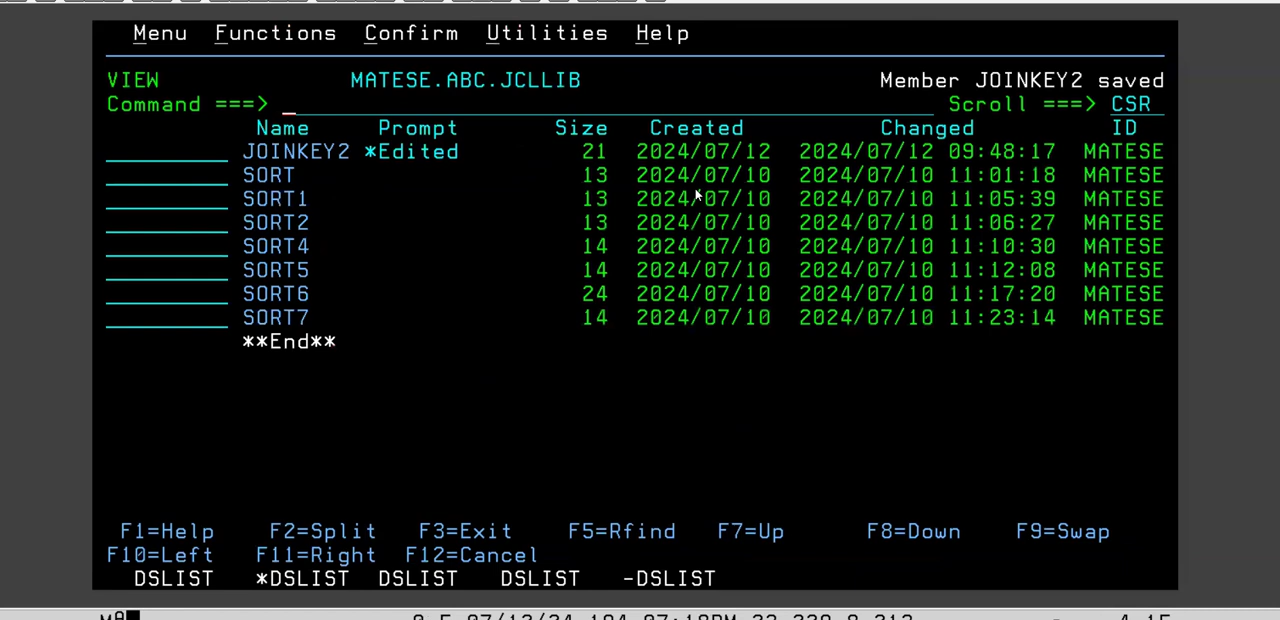 Menu Functions Confirm Utilities Help
VIEW MATESE.ABC.JCLLIB Member JOINKEY2 saved
Command ===> Scroll ===> CSR
Name Prompt Size Created Changed ID
JOINKEY2 *Edited 21 2024/07/12 2024/07/12 09:48:17 MATESE
SORT 13 2024/07/10 2024/07/10 11:01:18 MATESE
SORT1 13 2024/07/10 2024/07/10 11:05:39 MATESE
SORT2 13 2024/07/10 2024/07/10 11:06:27 MATESE
SORT4 14 2024/07/10 2024/07/10 11:10:30 MATESE
SORT5 14 2024/07/10 2024/07/10 11:12:08 MATESE
SORT6 24 2024/07/10 2024/07/10 11:17:20 MATESE
SORT7 14 2024/07/10 2024/07/10 11:23:14 MATESE
**End**
F1=Help F2=Split F3=Exit F5=Rfind F7=Up F8=Down F9=Swap
F10=Left F11=Right F12=Cancel
DSLIST *DSLIST DSLIST DSLIST -DSLIST